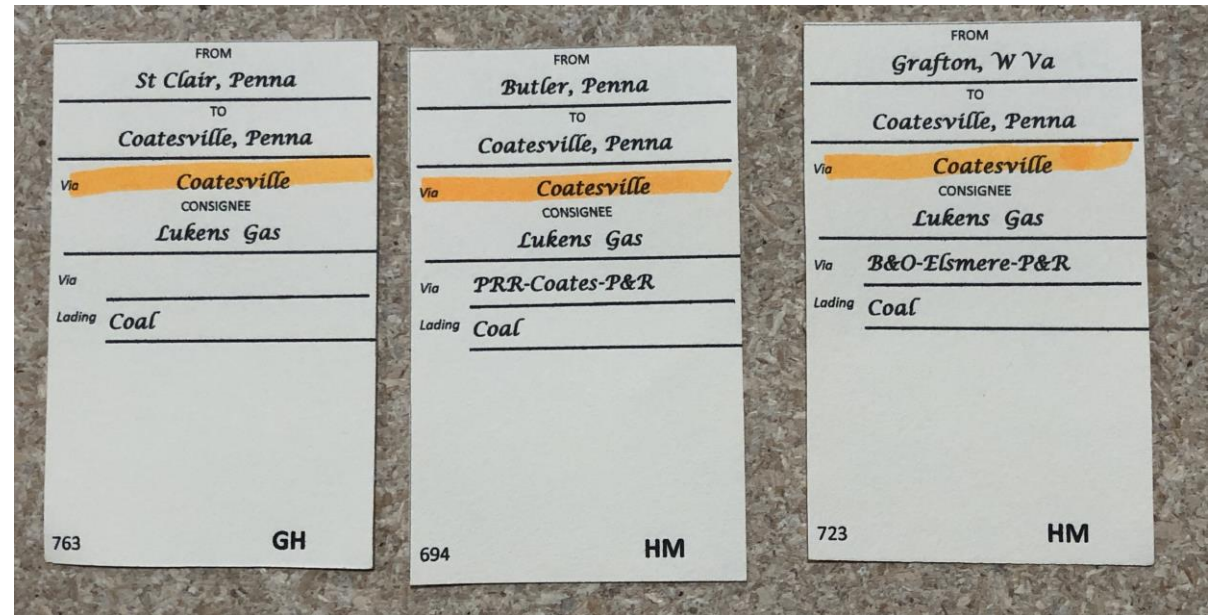 FROM
St Clair, Penna
TO
Coatesville, Penna
Via Coatesville
CONSIGNEE
Lukens Gas
Via
Lading Coal
763 GH
FROM
Butler, Penna
TO
Coatesville, Penna
Via Coatesville
CONSIGNEE
Lukens Gas
Via PRR-Coates-P&R
Lading Coal
694 HM
FROM
Grafton, W Va
TO
Coatesville, Penna
Via Coatesville
CONSIGNEE
Lukens Gas
Via B&O-Elsmere-P&R
Lading Coal
723 HM